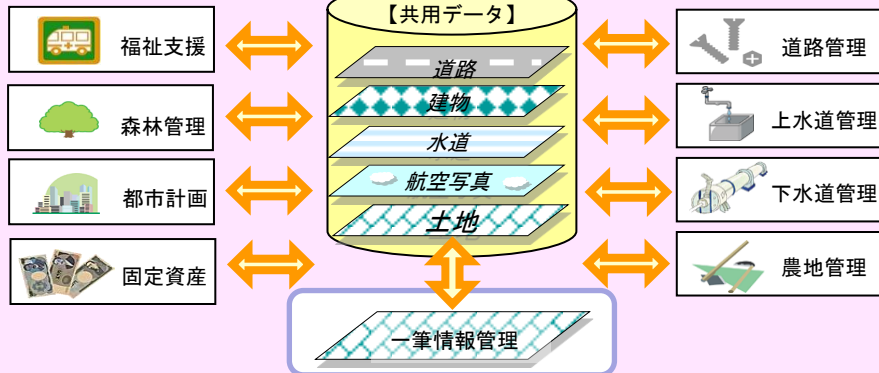 【共用データ】
福祉支援
森林管理
都市計画
固定資産
道路
建物
水道
航空写真
土地
道路管理
上水道管理
下水道管理
農地管理
一筆情報管理